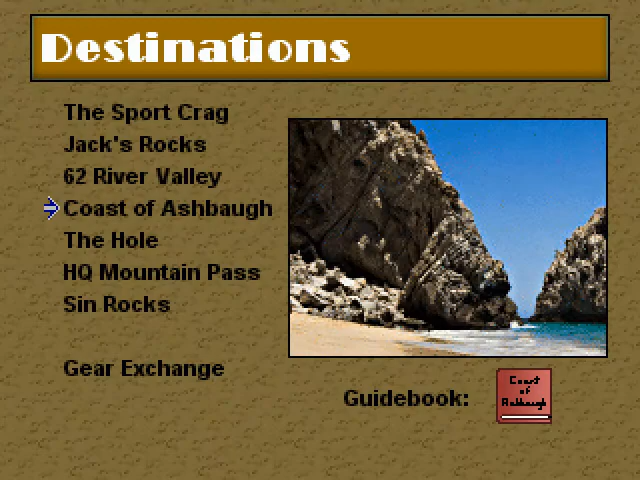 Destinations
The Sport Crag
Jack's Rocks
62 River Valley
Coast of Ashbaugh
The Hole
HQ Mountain Pass
Sin Rocks
Gear Exchange
Guidebook:
Coast
of
Ashbaugh